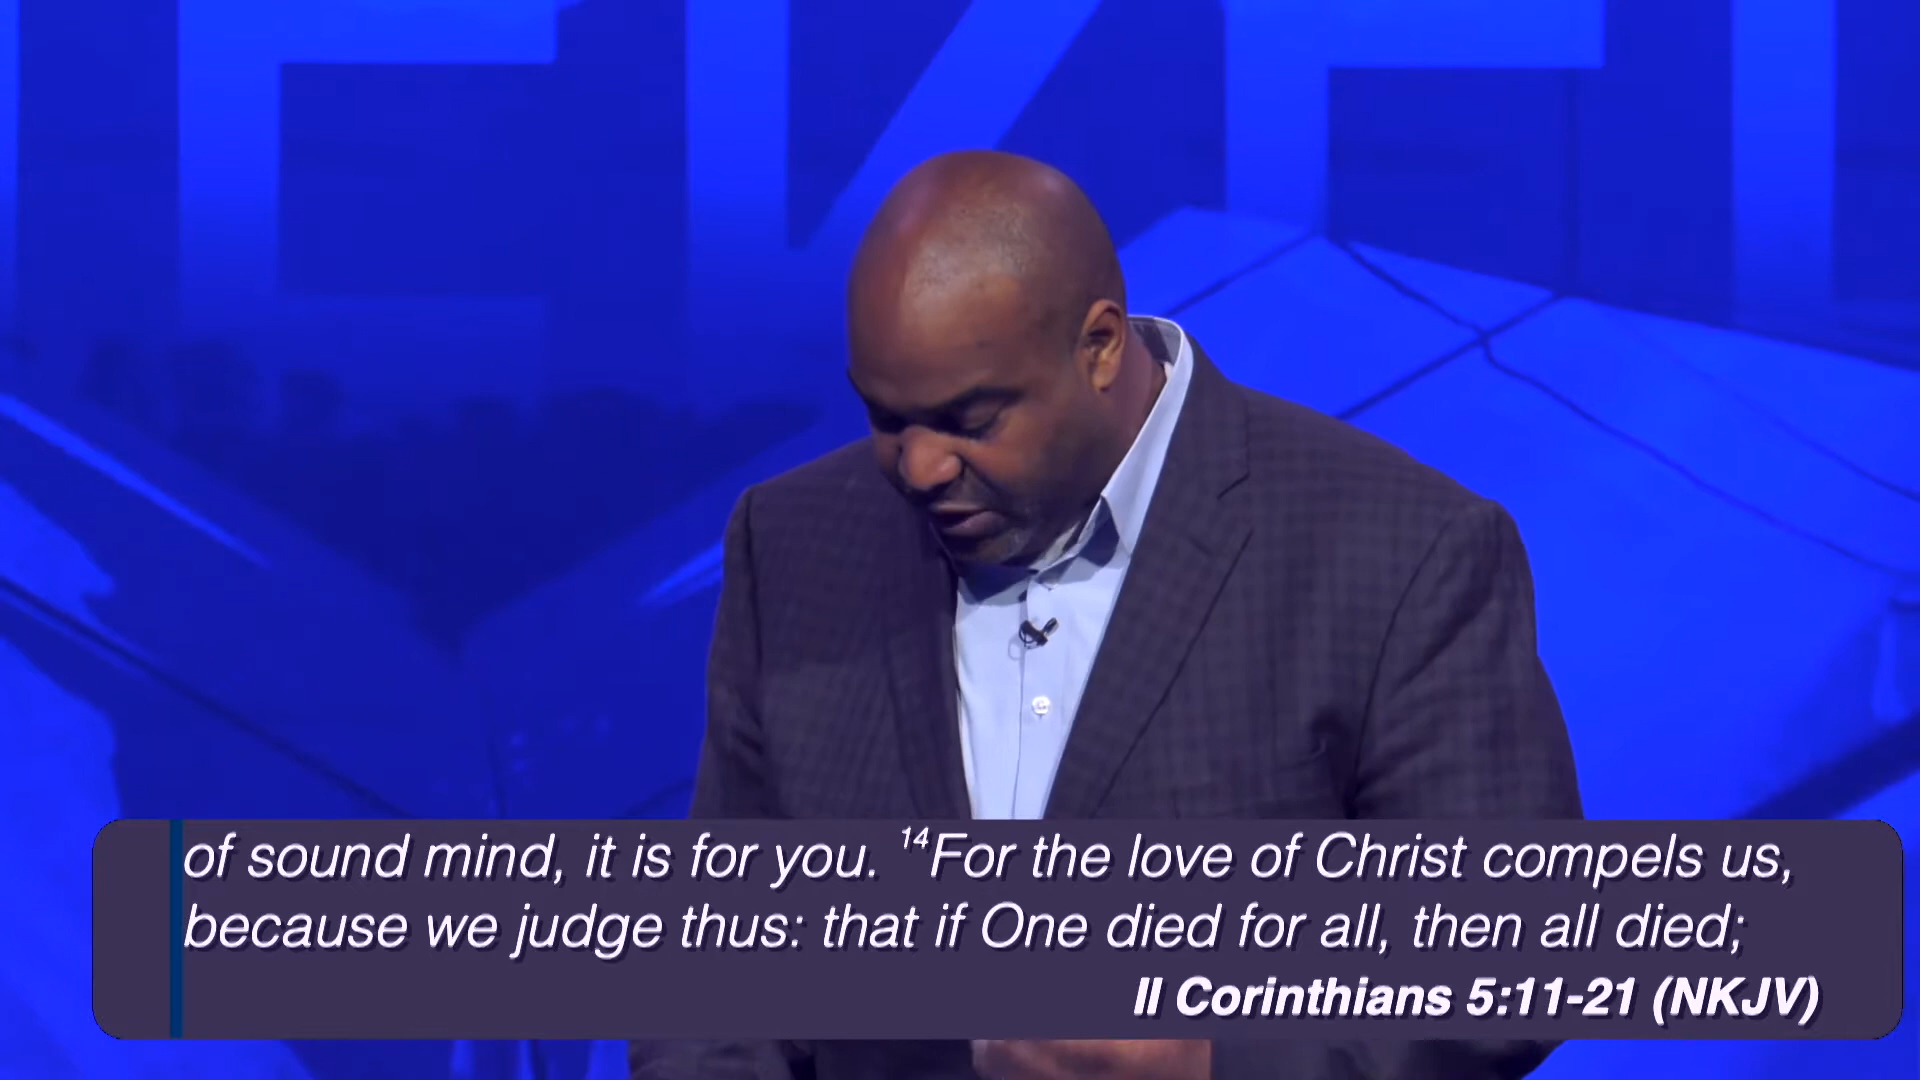 of sound mind, it is for you. ¹⁴For the love of Christ compels us,
because we judge thus: that if One died for all, then all died;
II Corinthians 5:11-21 (NKJV)